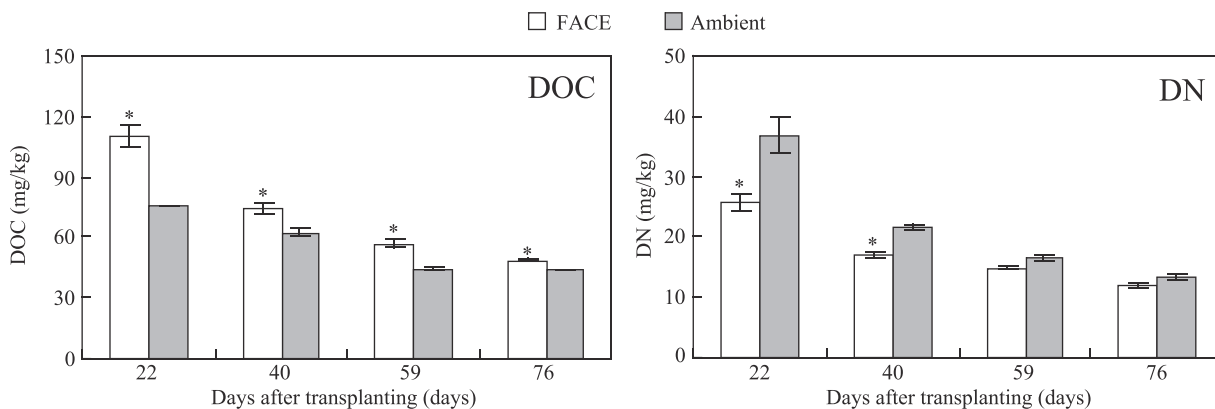 FACE Ambient
150
120
90
60
30
0
DOC (mg/kg)
DOC
* * * *
22 40 59 76
Days after transplanting (days)
50
40
30
20
10
0
DN (mg/kg)
DN
* *
22 40 59 76
Days after transplanting (days)